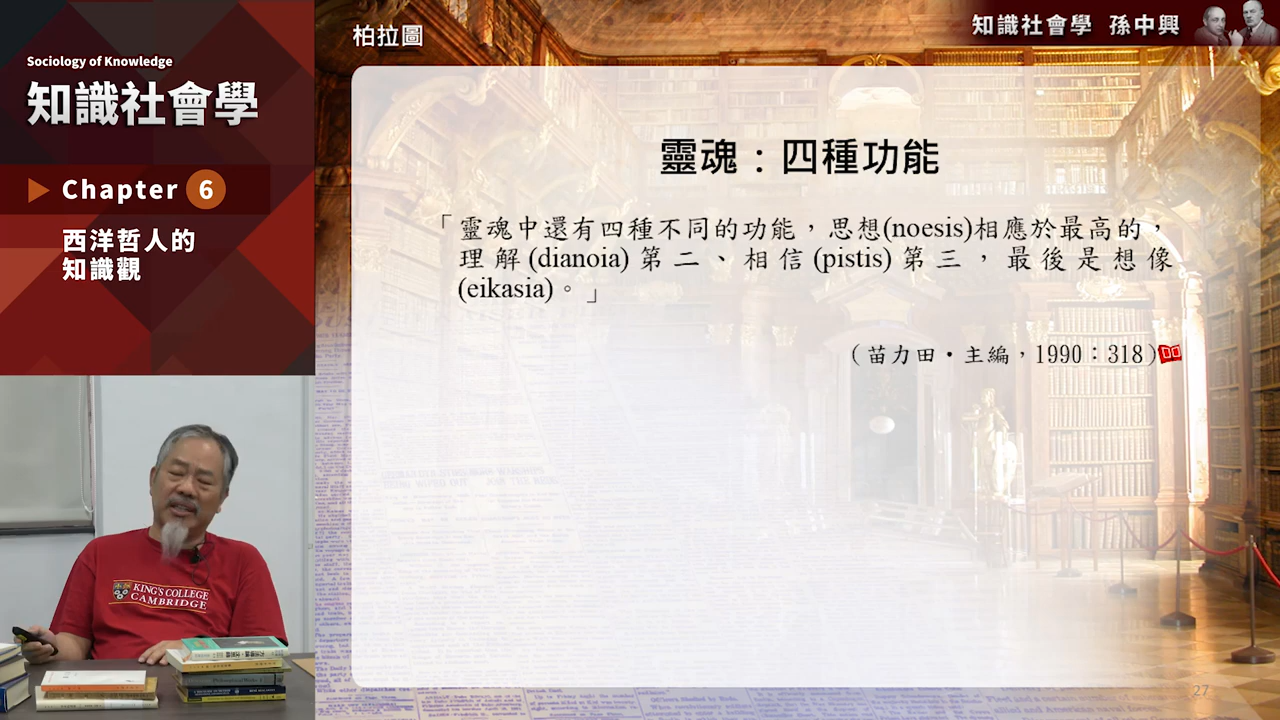 Sociology of Knowledge
知識社會學
Chapter 6
西洋哲人的
知識觀
柏拉圖
知識社會學 孫中興
靈魂：四種功能
「靈魂中還有四種不同的功能，思想(noesis)相應於最高的，
理解(dianoia)第二、相信(pistis)第三，最後是想像
(eikasia)。」
（苗力田·主編，1990：318）
KING'S COLLEGE
CAMBRIDGE
27